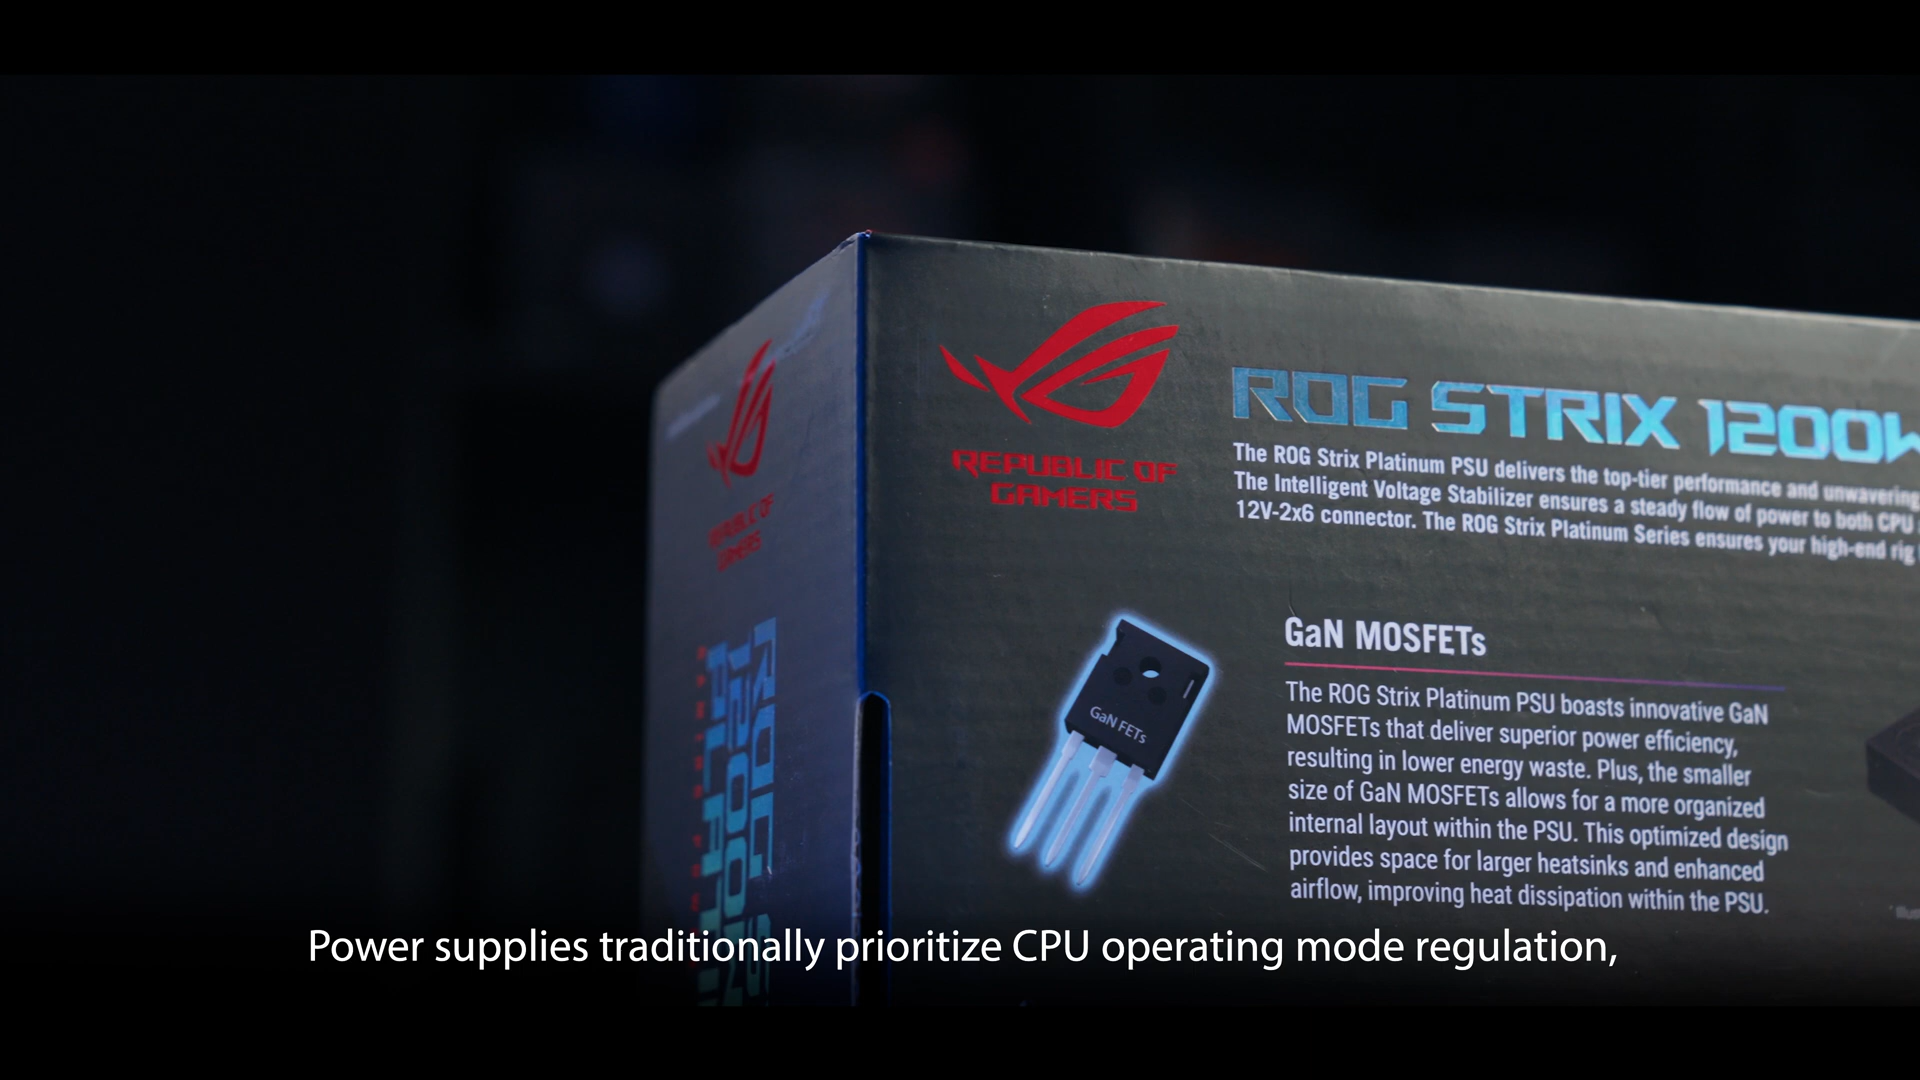 REPUBLIC OF
GAMERS
ROG STRIX 1200W
The ROG Strix Platinum PSU delivers the top-tier performance and unwavering
The Intelligent Voltage Stabilizer ensures a steady flow of power to both CPU
12V-2x6 connector. The ROG Strix Platinum Series ensures your high-end rig
GaN MOSFETs
The ROG Strix Platinum PSU boasts innovative GaN
MOSFETs that deliver superior power efficiency,
resulting in lower energy waste. Plus, the smaller
size of GaN MOSFETs allows for a more organized
internal layout within the PSU. This optimized design
provides space for larger heatsinks and enhanced
airflow, improving heat dissipation within the PSU.
GaN FETs
REPUBLIC OF
GAMERS
ROG S
1200W
PLATIN
Power supplies traditionally prioritize CPU operating mode regulation,